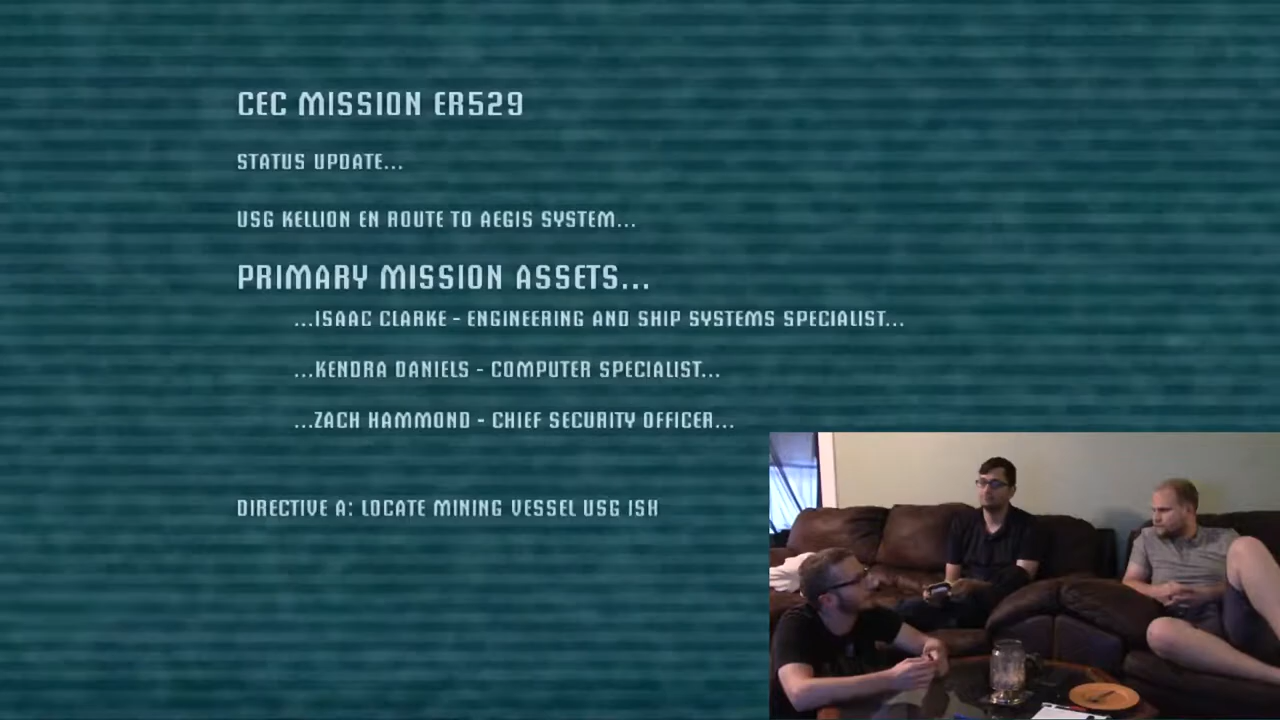 CEC MISSION ER529
STATUS UPDATE...
USG KELLION EN ROUTE TO AEGIS SYSTEM...
PRIMARY MISSION ASSETS...
...ISAAC CLARKE - ENGINEERING AND SHIP SYSTEMS SPECIALIST...
...KENDRA DANIELS - COMPUTER SPECIALIST...
...ZACH HAMMOND - CHIEF SECURITY OFFICER...
DIRECTIVE A: LOCATE MINING VESSEL USG ISH